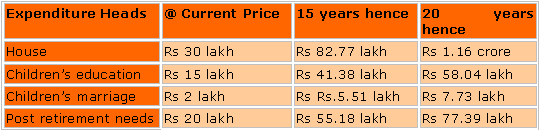 Expenditure Heads @ Current Price 15 years hence 20 years
hence
House Rs 30 lakh Rs 82.77 lakh Rs 1.16 crore
Children's education Rs 15 lakh Rs 41.38 lakh Rs 58.04 lakh
Children's marriage Rs 2 lakh Rs Rs.5.51 lakh Rs 7.73 lakh
Post retirement needs Rs 20 lakh Rs 55.18 lakh Rs 77.39 lakh